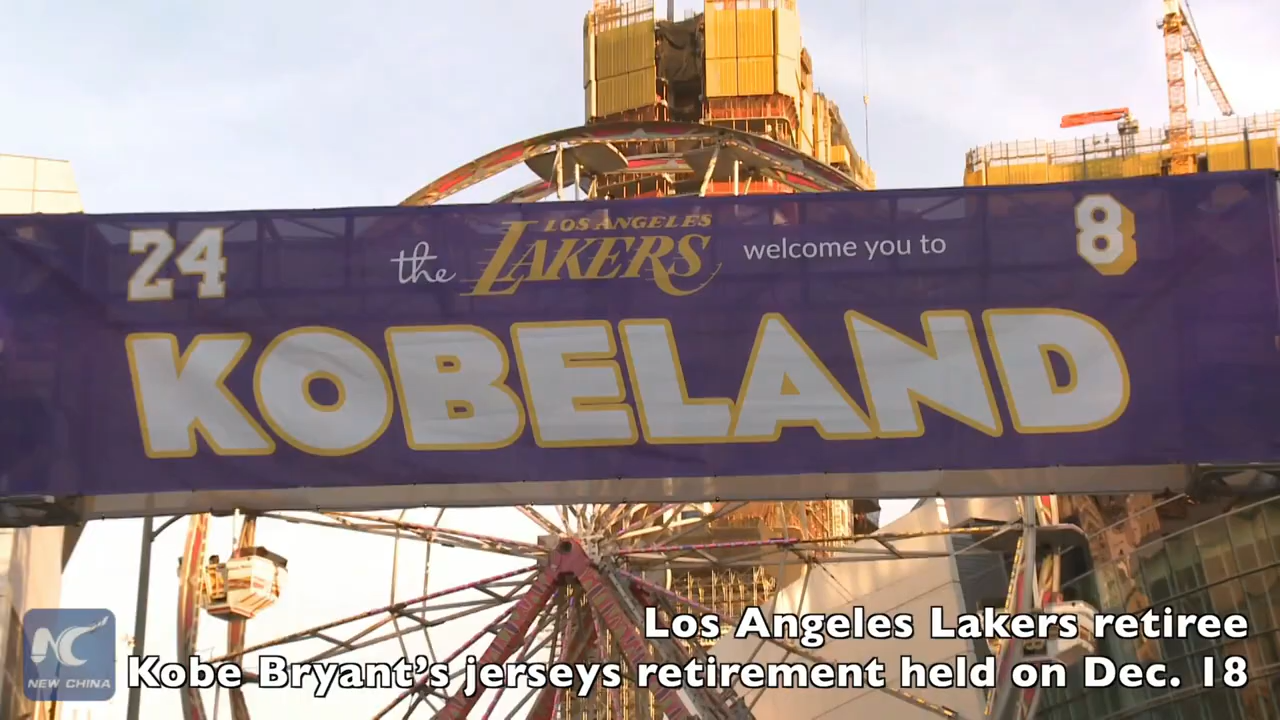 24
the LOS ANGELES LAKERS welcome you to
8
KOBELAND
Los Angeles Lakers retiree
Kobe Bryant’s jerseys retirement held on Dec. 18
NC
NEW CHINA